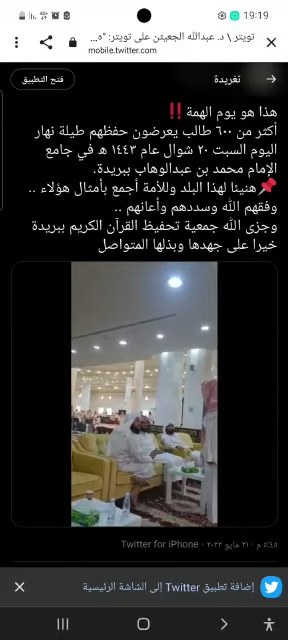 19:19
تويتر \ د. عبدالله الجعيثن على تويتر: "ه...
mobile.twitter.com
تغريدة
فتح التطبيق
هذا هو يوم الهمة‼️
أكثر من ٦٠٠ طالب يعرضون حفظهم طيلة نهار
اليوم السبت ٢٠ شوال عام ١٤٤٣ ه في جامع
الإمام محمد بن عبدالوهاب ببريدة.
📌هنيئا لهذا البلد وللأمة أجمع بأمثال هؤلاء ..
وفقهم الله وسددهم وأعانهم ..
وجزى الله جمعية تحفيظ القرآن الكريم ببريدة
خيرا على جهدها وبذلها المتواصل
٥:٤٥ م · ٢١ مايو ٢٠٢٢ · Twitter for iPhone
إضافة تطبيق Twitter إلى الشاشة الرئيسية